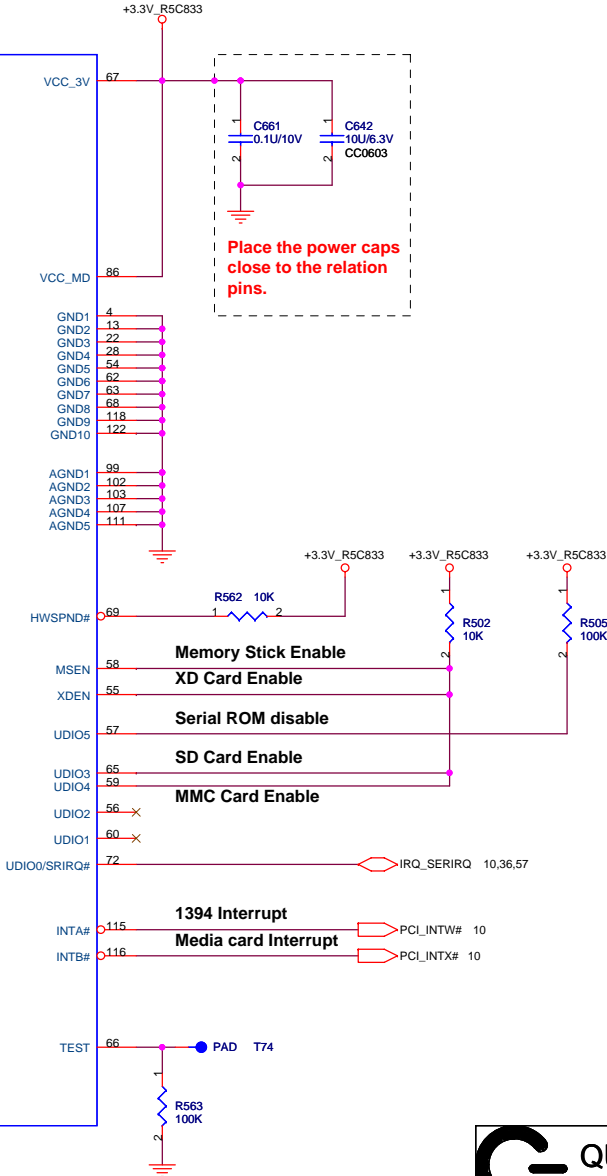 +3.3V_R5C833
VCC_3V 67
1 1
C661 C642
0.1U/10V 10U/6.3V
CC0603
2 2
Place the power caps
close to the relation
pins.
VCC_MD 86
GND1 4
GND2 13
GND3 22
GND4 28
GND5 54
GND6 62
GND7 63
GND8 68
GND9 118
GND10 122
AGND1 99
AGND2 102
AGND3 103
AGND4 107
AGND5 111
+3.3V_R5C833 +3.3V_R5C833 +3.3V_R5C833
R562 10K
HWSPND# 69 1 2
1 1
R502 R505
10K 100K
2 2
Memory Stick Enable
MSEN 58
XD Card Enable
XDEN 55
Serial ROM disable
UDIO5 57
SD Card Enable
UDIO3 65
UDIO4 59
MMC Card Enable
UDIO2 56
UDIO1 60
UDIO0/SRIRQ# 72 IRQ_SERIRQ 10,36,57
1394 Interrupt
INTA# 115 PCI_INTW# 10
Media card Interrupt
INTB# 116 PCI_INTX# 10
TEST 66 PAD T74
1
R563
100K
2